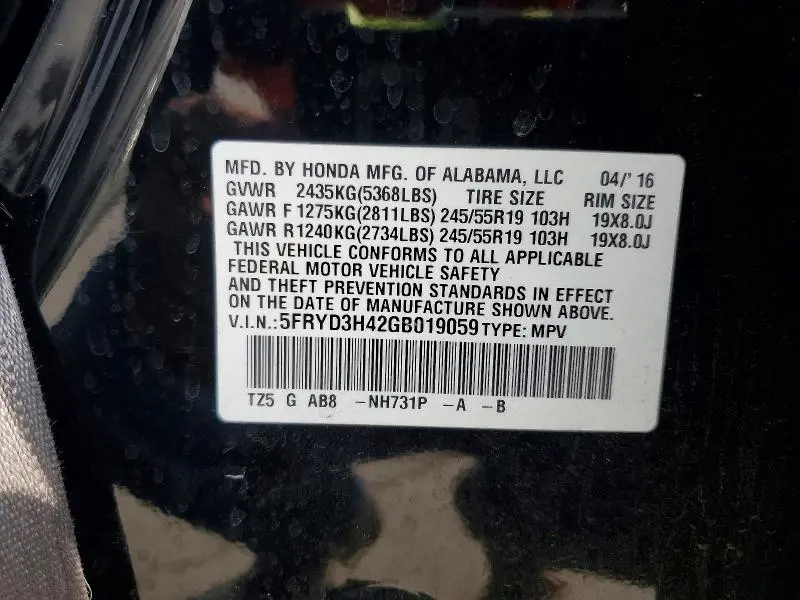 MFD. BY HONDA MFG. OF ALABAMA, LLC 04/'16
GVWR 2435KG(5368LBS) TIRE SIZE RIM SIZE
GAWR F 1275KG(2811LBS) 245/55R19 103H 19X8.0J
GAWR R1240KG(2734LBS) 245/55R19 103H 19X8.0J
THIS VEHICLE CONFORMS TO ALL APPLICABLE
FEDERAL MOTOR VEHICLE SAFETY
AND THEFT PREVENTION STANDARDS IN EFFECT
ON THE DATE OF MANUFACTURE SHOWN ABOVE.
V.I.N.: 5FRYD3H42GB019059 TYPE: MPV
TZ5 G AB8 -NH731P -A -B